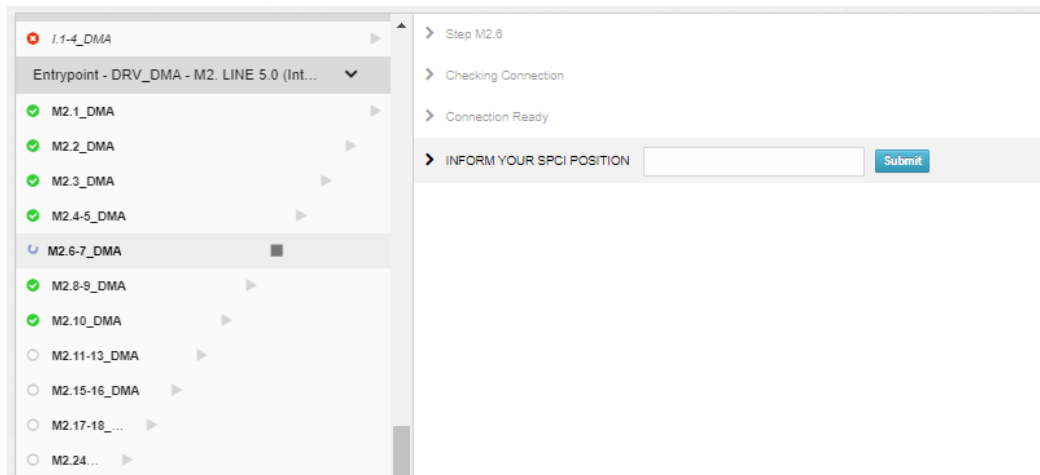 I.1-4_DMA
Entrypoint - DRV_DMA - M2. LINE 5.0 (Int...
M2.1_DMA
M2.2_DMA
M2.3_DMA
M2.4-5_DMA
M2.6-7_DMA
M2.8-9_DMA
M2.10_DMA
M2.11-13_DMA
M2.15-16_DMA
M2.17-18_...
M2.24...
Step M2.6
Checking Connection
Connection Ready
INFORM YOUR SPCI POSITION
Submit